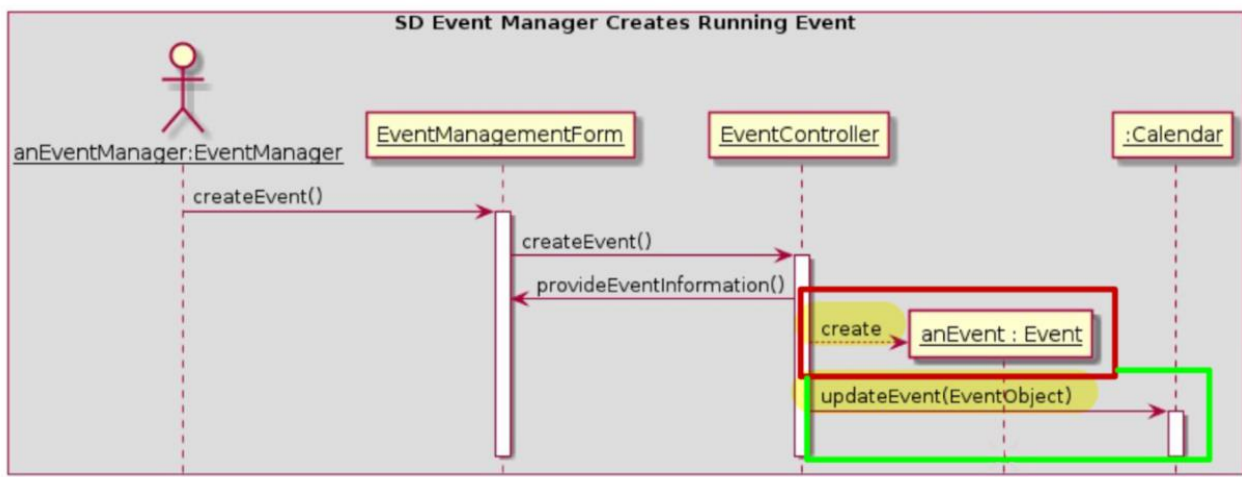 SD Event Manager Creates Running Event
anEventManager:EventManager
EventManagementForm
EventController
:Calendar
createEvent()
createEvent()
provideEventInformation()
create
anEvent : Event
updateEvent(EventObject)